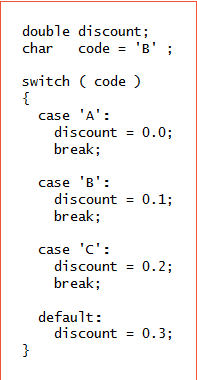 double discount;
char   code = 'B' ;

switch ( code )
{
  case 'A':
    discount = 0.0;
    break;

  case 'B':
    discount = 0.1;
    break;

  case 'C':
    discount = 0.2;
    break;

  default:
    discount = 0.3;
}